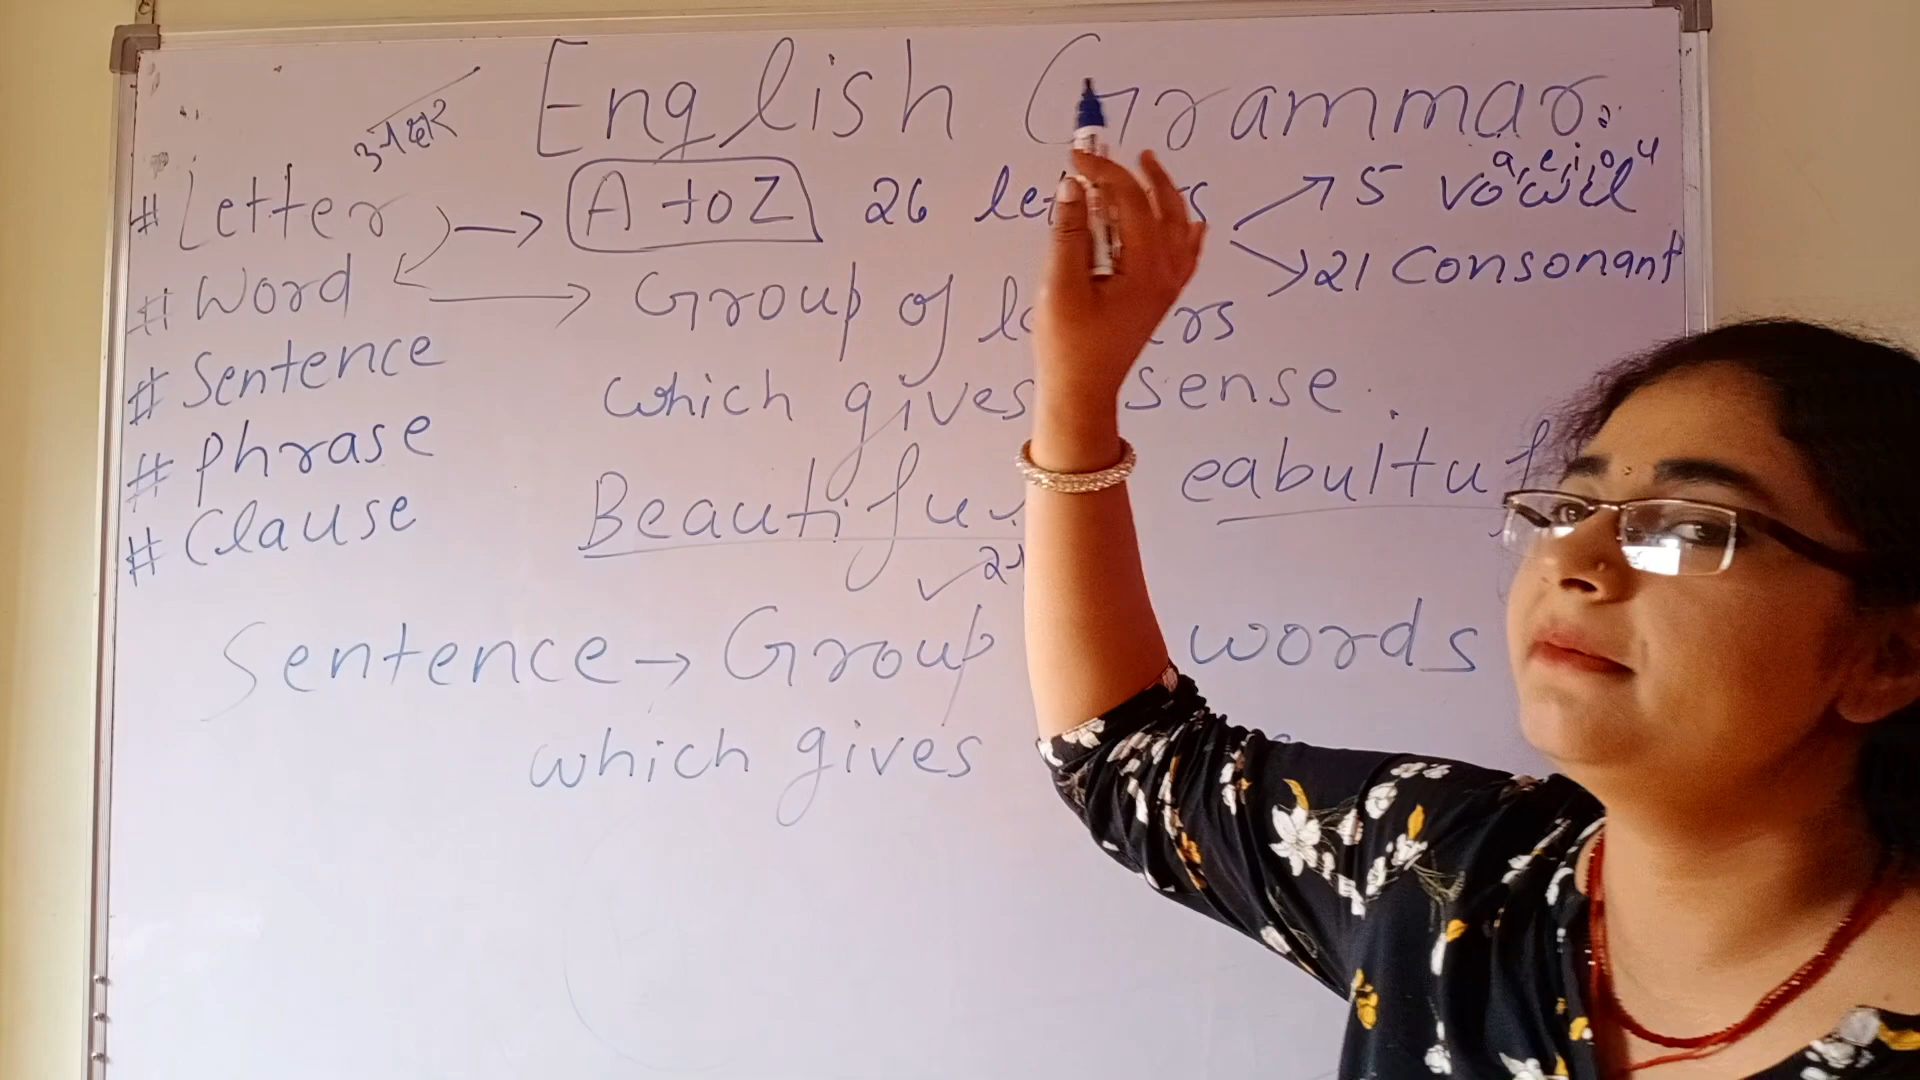 English Grammar:
अक्षर
# Letter → A to Z 26 letters → 5 vowel
a, e, i, o, u
→ 21 Consonant
# Word → Group of letters
# Sentence
which gives sense.
# Phrase
Beautiful eabultuf
# Clause
Sentence → Group words
which gives